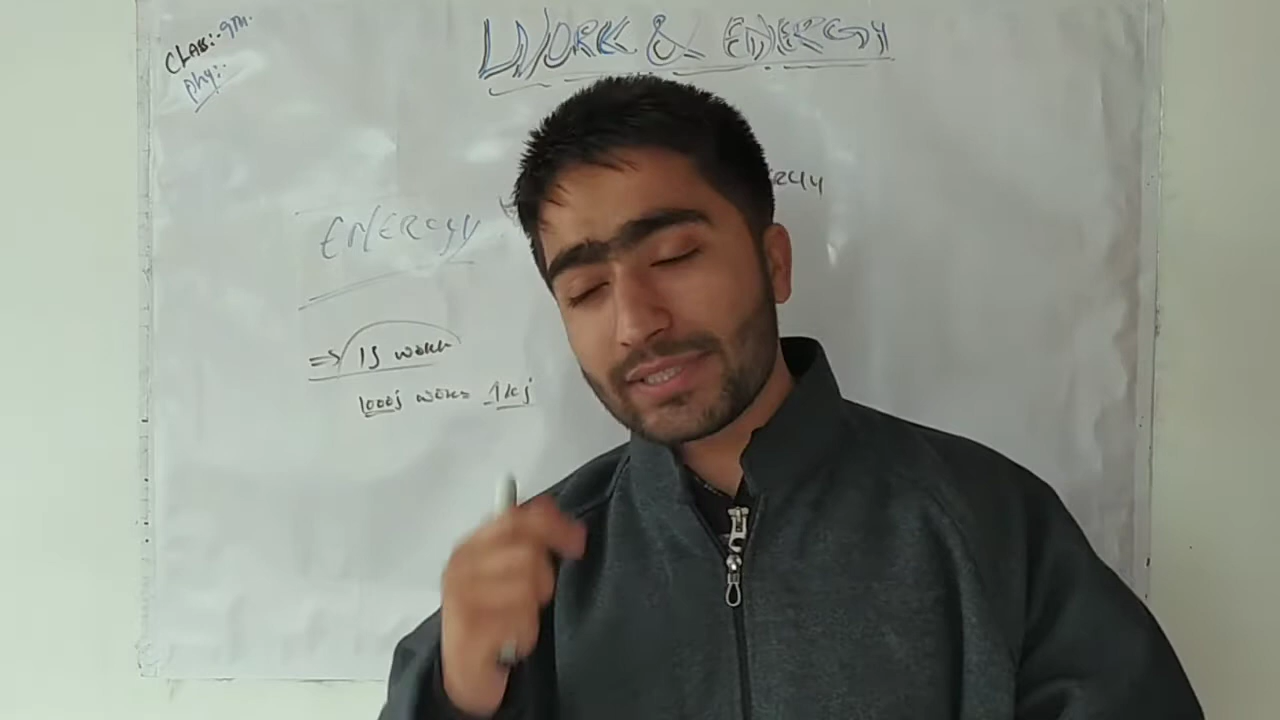 CLASS:- 9TH.
Phy:-
WORK & ENERGY
ENERGY
=> 1J work
1000j work= 1kj